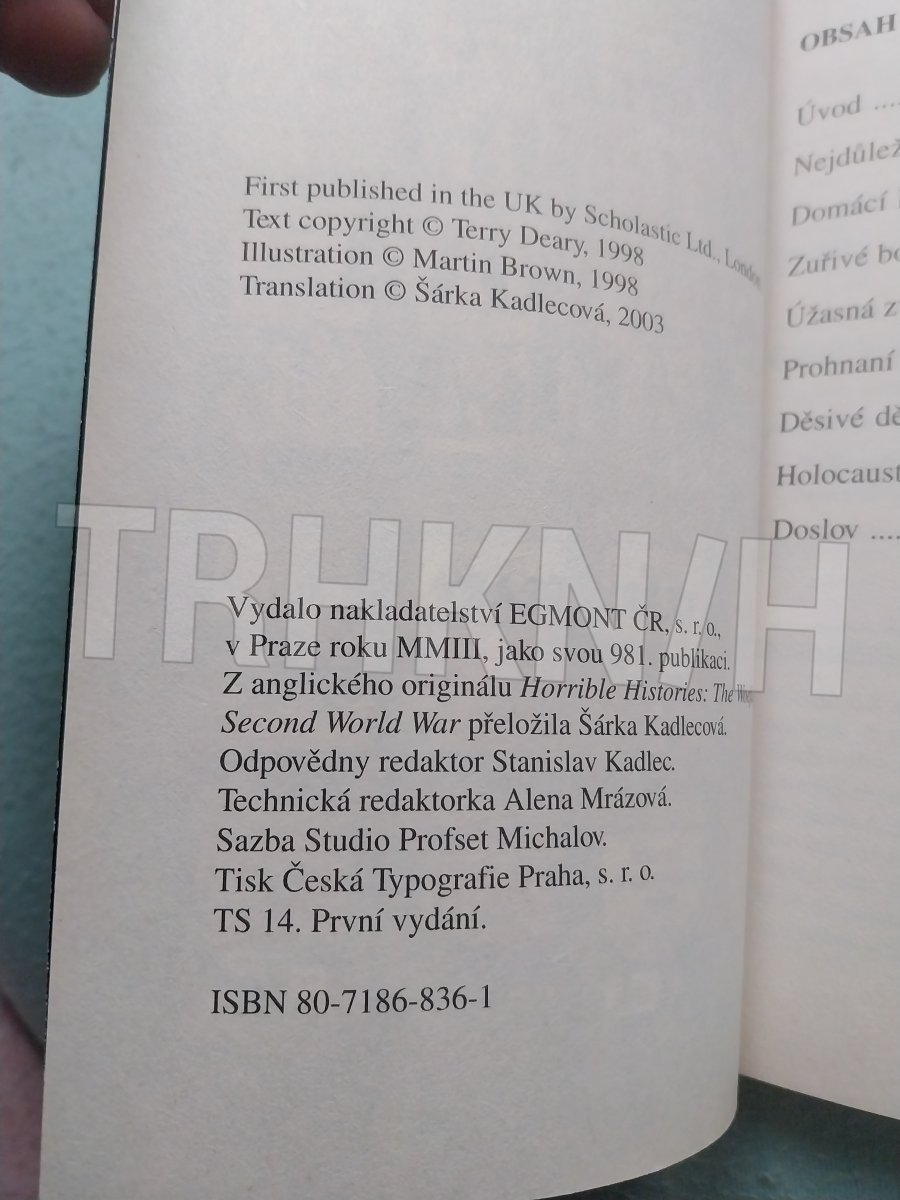 First published in the UK by Scholastic Ltd., London
Text copyright © Terry Deary, 1998
Illustration © Martin Brown, 1998
Translation © Šárka Kadlecová, 2003
Vydalo nakladatelství EGMONT ČR, s. r. o.,
v Praze roku MMIII, jako svou 981. publikaci.
Z anglického originálu Horrible Histories: The
Second World War přeložila Šárka Kadlecová.
Odpovědny redaktor Stanislav Kadlec.
Technická redaktorka Alena Mrázová.
Sazba Studio Profset Michalov.
Tisk Česká Typografie Praha, s. r. o.
TS 14. První vydání.
ISBN 80-7186-836-1
OBSAH
Úvod ....
Domácí
Zuřivé
Úžasná
Prohnaní
Děsivé
Holocaust
Doslov ....
TRHKN/H